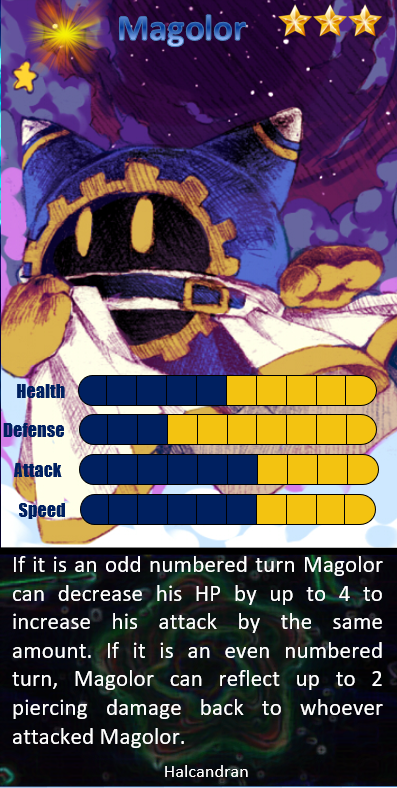 Magolor
Health
Defense
Attack
Speed
If it is an odd numbered turn Magolor
can decrease his HP by up to 4 to
increase his attack by the same
amount. If it is an even numbered
turn, Magolor can reflect up to 2
piercing damage back to whoever
attacked Magolor.
Halcandran